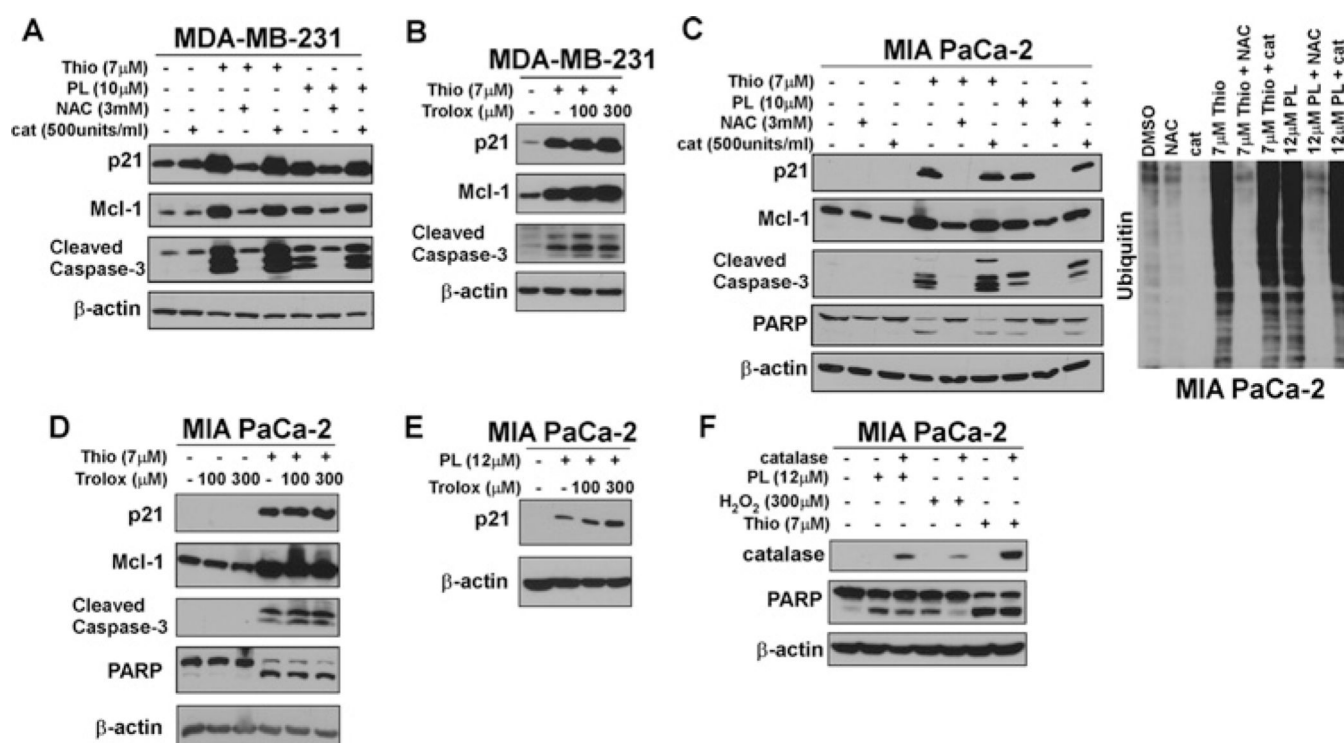 A
MDA-MB-231
Thio (7μM) - - + + + - - -
PL (10μM) - - - - - + + +
NAC (3mM) - - - + - - + -
cat (500units/ml) - + - - + - - +
p21
Mcl-1
Cleaved
Caspase-3
β-actin
B
MDA-MB-231
Thio (7μM) - + + +
Trolox (μM) - - 100 300
p21
Mcl-1
Cleaved
Caspase-3
β-actin
C
MIA PaCa-2
Thio (7μM) - - - + + + - - -
PL (10μM) - - - - - - + + +
NAC (3mM) - + - - + - - + -
cat (500units/ml) - - + - - + - - +
p21
Mcl-1
Cleaved
Caspase-3
PARP
β-actin
DMSO
NAC
cat
7μM Thio
7μM Thio + NAC
7μM Thio + cat
12μM PL
12μM PL + NAC
12μM PL + cat
Ubiquitin
MIA PaCa-2
D
MIA PaCa-2
Thio (7μM) - - - + + +
Trolox (μM) - 100 300 - 100 300
p21
Mcl-1
Cleaved
Caspase-3
PARP
β-actin
E
MIA PaCa-2
PL (12μM) - + + +
Trolox (μM) - - 100 300
p21
β-actin
F
MIA PaCa-2
catalase - - + - + - +
PL (12μM) - + + - - - -
H₂O₂ (300μM) - - - + + - -
Thio (7μM) - - - - - + +
catalase
PARP
β-actin